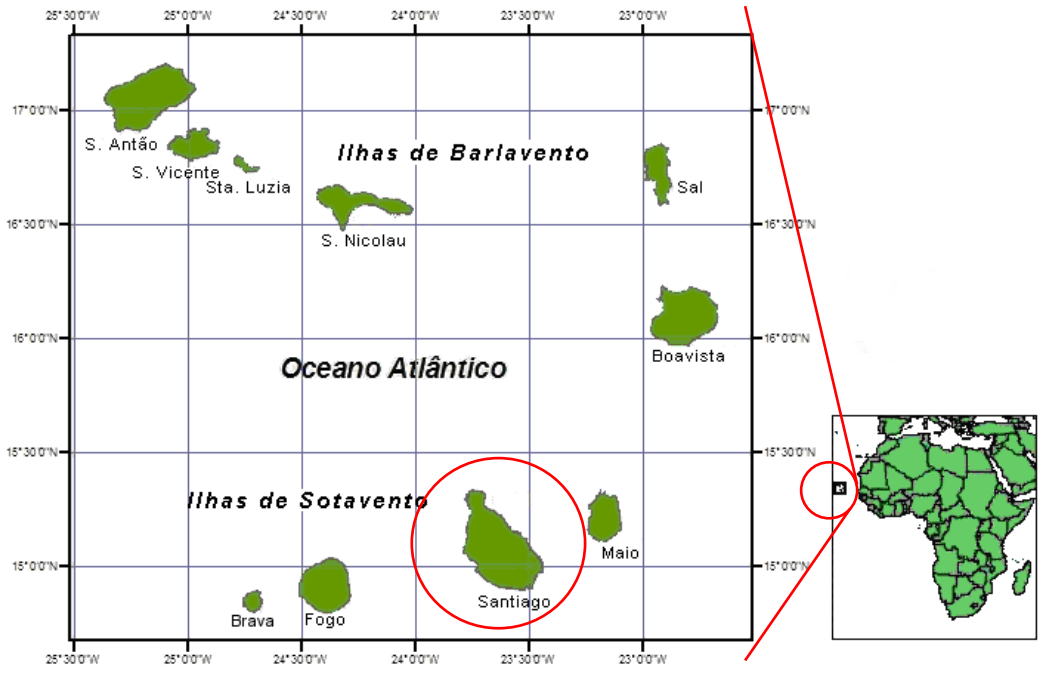 25°30'0"W 25°0'0"W 24°30'0"W 24°0'0"W 23°30'0"W 23°0'0"W
17°0'0"N 17°0'0"N
S. Antão
Ilhas de Barlavento
S. Vicente
Sta. Luzia
Sal
16°30'0"N 16°30'0"N
S. Nicolau
16°0'0"N 16°0'0"N
Boavista
Oceano Atlântico
15°30'0"N 15°30'0"N
Ilhas de Sotavento
Maio
15°0'0"N 15°0'0"N
Santiago
Brava
Fogo
25°30'0"W 25°0'0"W 24°30'0"W 24°0'0"W 23°30'0"W 23°0'0"W